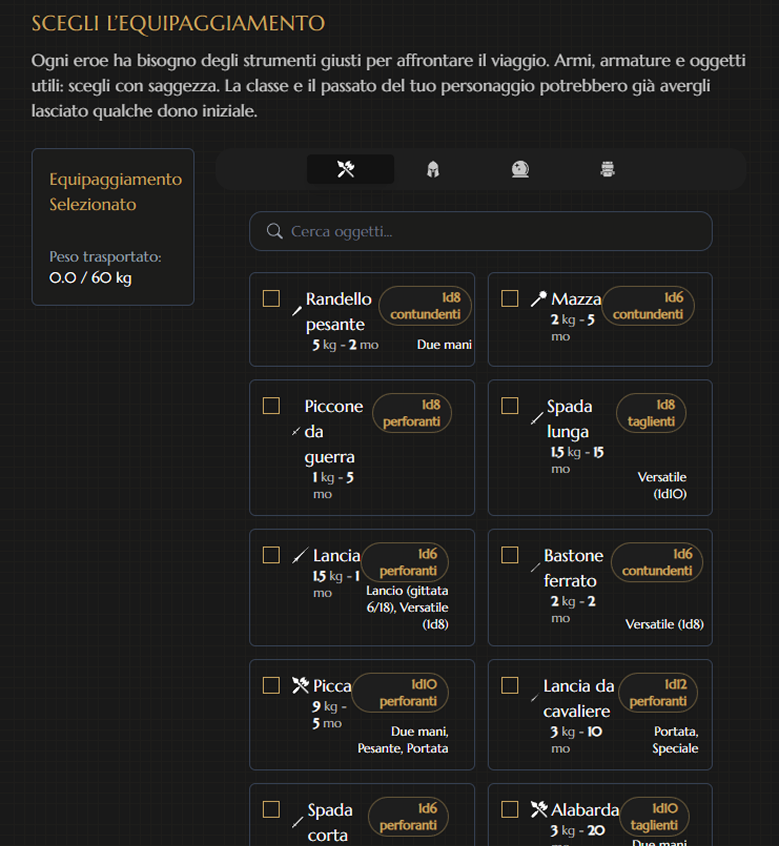 SCEGLI L'EQUIPAGGIAMENTO
Ogni eroe ha bisogno degli strumenti giusti per affrontare il viaggio. Armi, armature e oggetti
utili: scegli con saggezza. La classe e il passato del tuo personaggio potrebbero già avergli
lasciato qualche dono iniziale.
Equipaggiamento
Selezionato
Peso trasportato:
0.0 / 60 kg
Cerca oggetti...
Randello
pesante
1d8
contundenti
5 kg - 2 mo
Due mani
Mazza
1d6
contundenti
2 kg - 5
mo
Piccone
da
guerra
1d8
perforanti
1 kg - 5
mo
Spada
lunga
1d8
taglienti
1.5 kg - 15
mo
Versatile
(1d10)
Lancia
1d6
perforanti
1.5 kg - 1
mo
Lancio (gittata
6/18), Versatile
(1d8)
Bastone
ferrato
1d6
contundenti
2 kg - 2
mo
Versatile (1d8)
Picca
1d10
perforanti
9 kg -
5 mo
Due mani,
Pesante, Portata
Lancia da
cavaliere
1d12
perforanti
3 kg - 10
mo
Portata,
Speciale
Spada
corta
1d6
perforanti
Alabarda
1d10
taglienti
3 kg - 20
mo
Due mani,